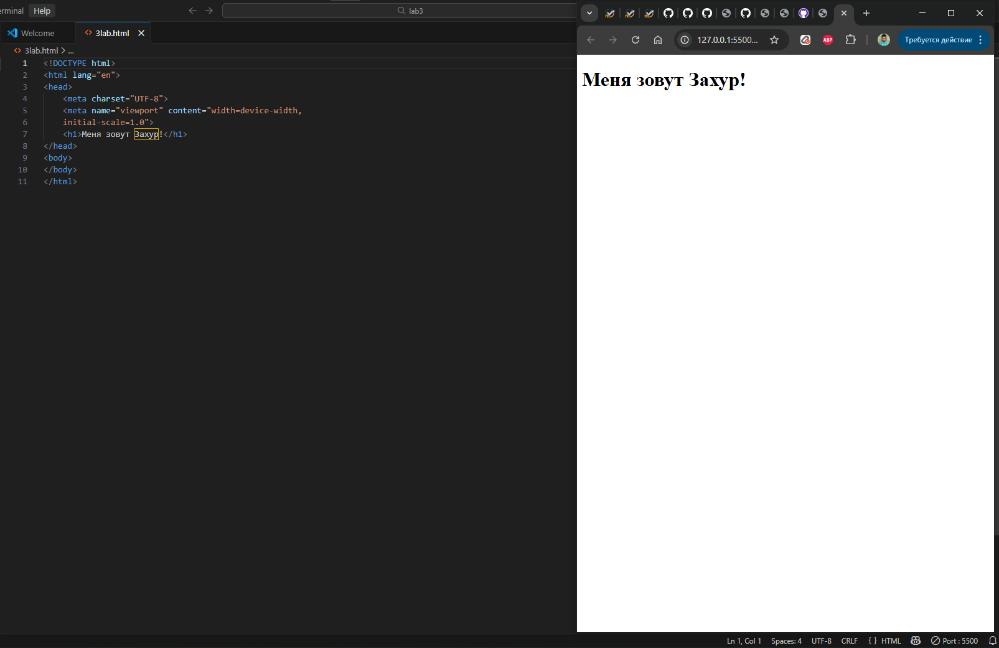 erminal Help
lab3
Welcome
3lab.html
3lab.html > ...
1 <!DOCTYPE html>
2 <html lang="en">
3 <head>
4 <meta charset="UTF-8">
5 <meta name="viewport" content="width=device-width,
6 initial-scale=1.0">
7 <h1>Меня зовут Захур!</h1>
8 </head>
9 <body>
10 </body>
11 </html>
127.0.0.1:5500...
ABP
Требуется действие
Меня зовут Захур!
Ln 1, Col 1 Spaces: 4 UTF-8 CRLF { } HTML Port : 5500